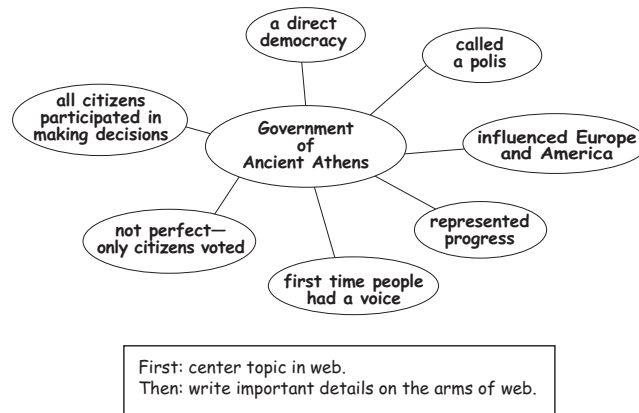 a direct
democracy
called
a polis
all citizens
participated in
making decisions
Government
of
Ancient Athens
influenced Europe
and America
not perfect—
only citizens voted
represented
progress
first time people
had a voice
First: center topic in web.
Then: write important details on the arms of web.